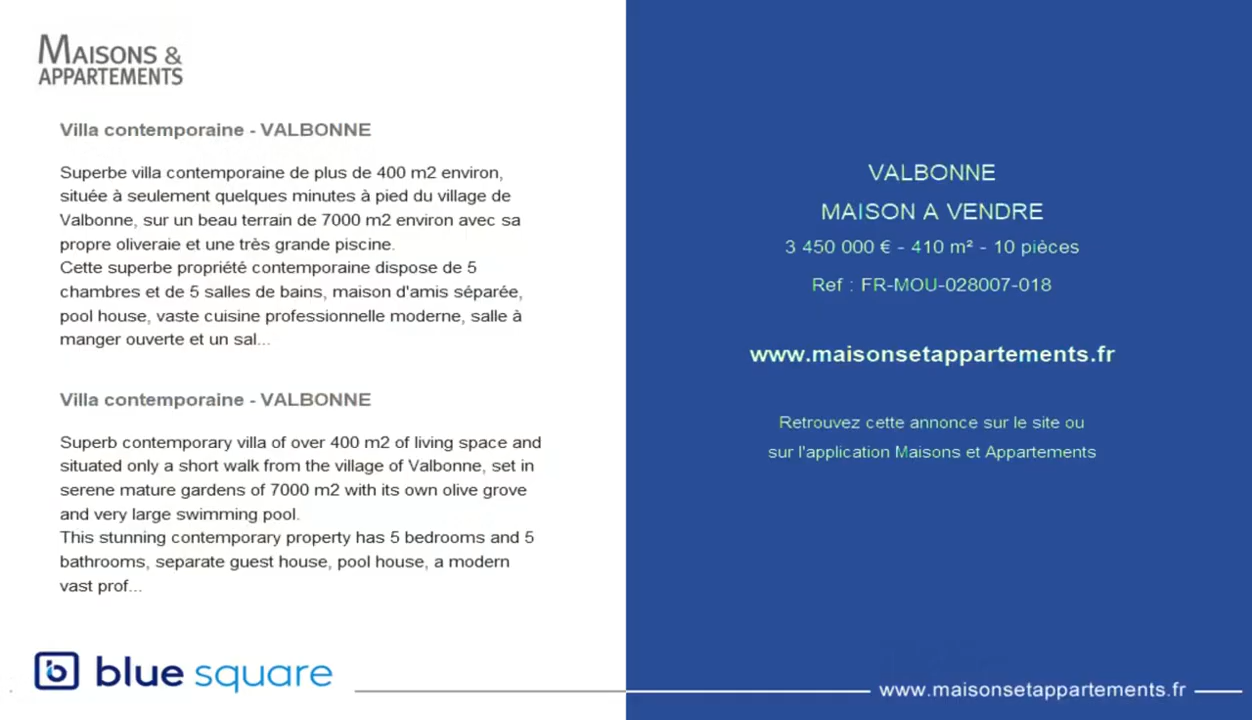 MAISONS &
APPARTEMENTS
Villa contemporaine - VALBONNE
Superbe villa contemporaine de plus de 400 m2 environ,
située à seulement quelques minutes à pied du village de
Valbonne, sur un beau terrain de 7000 m2 environ avec sa
propre oliveraie et une très grande piscine.
Cette superbe propriété contemporaine dispose de 5
chambres et de 5 salles de bains, maison d'amis séparée,
pool house, vaste cuisine professionnelle moderne, salle à
manger ouverte et un sal...
Villa contemporaine - VALBONNE
Superb contemporary villa of over 400 m2 of living space and
situated only a short walk from the village of Valbonne, set in
serene mature gardens of 7000 m2 with its own olive grove
and very large swimming pool.
This stunning contemporary property has 5 bedrooms and 5
bathrooms, separate guest house, pool house, a modern
vast prof...
blue square
VALBONNE
MAISON A VENDRE
3 450 000 € - 410 m² - 10 pièces
Ref : FR-MOU-028007-018
www.maisonsetappartements.fr
Retrouvez cette annonce sur le site ou
sur l'application Maisons et Appartements
www.maisonsetappartements.fr